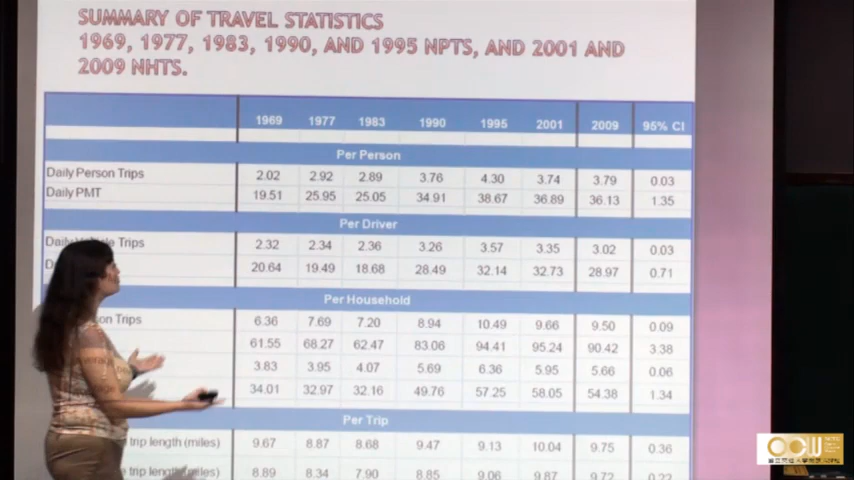 SUMMARY OF TRAVEL STATISTICS
1969, 1977, 1983, 1990, AND 1995 NPTS, AND 2001 AND
2009 NHTS.
1969 1977 1983 1990 1995 2001 2009 95% CI
Per Person
Daily Person Trips 2.02 2.92 2.89 3.76 4.30 3.74 3.79 0.03
Daily PMT 19.51 25.95 25.05 34.91 38.67 36.89 36.13 1.35
Per Driver
Trips 2.32 2.34 2.36 3.26 3.57 3.35 3.02 0.03
20.64 19.49 18.68 28.49 32.14 32.73 28.97 0.71
Per Household
Trips 6.36 7.69 7.20 8.94 10.49 9.66 9.50 0.09
61.55 68.27 62.47 83.06 94.41 95.24 90.42 3.38
3.83 3.95 4.07 5.69 6.36 5.95 5.66 0.06
34.01 32.97 32.16 49.76 57.25 58.05 54.38 1.34
Per Trip
trip length (miles) 9.67 8.87 8.68 9.47 9.13 10.04 9.75 0.36
trip length (miles) 8.89 8.34 7.90 8.85 9.06 9.87 9.72 0.22
OCW